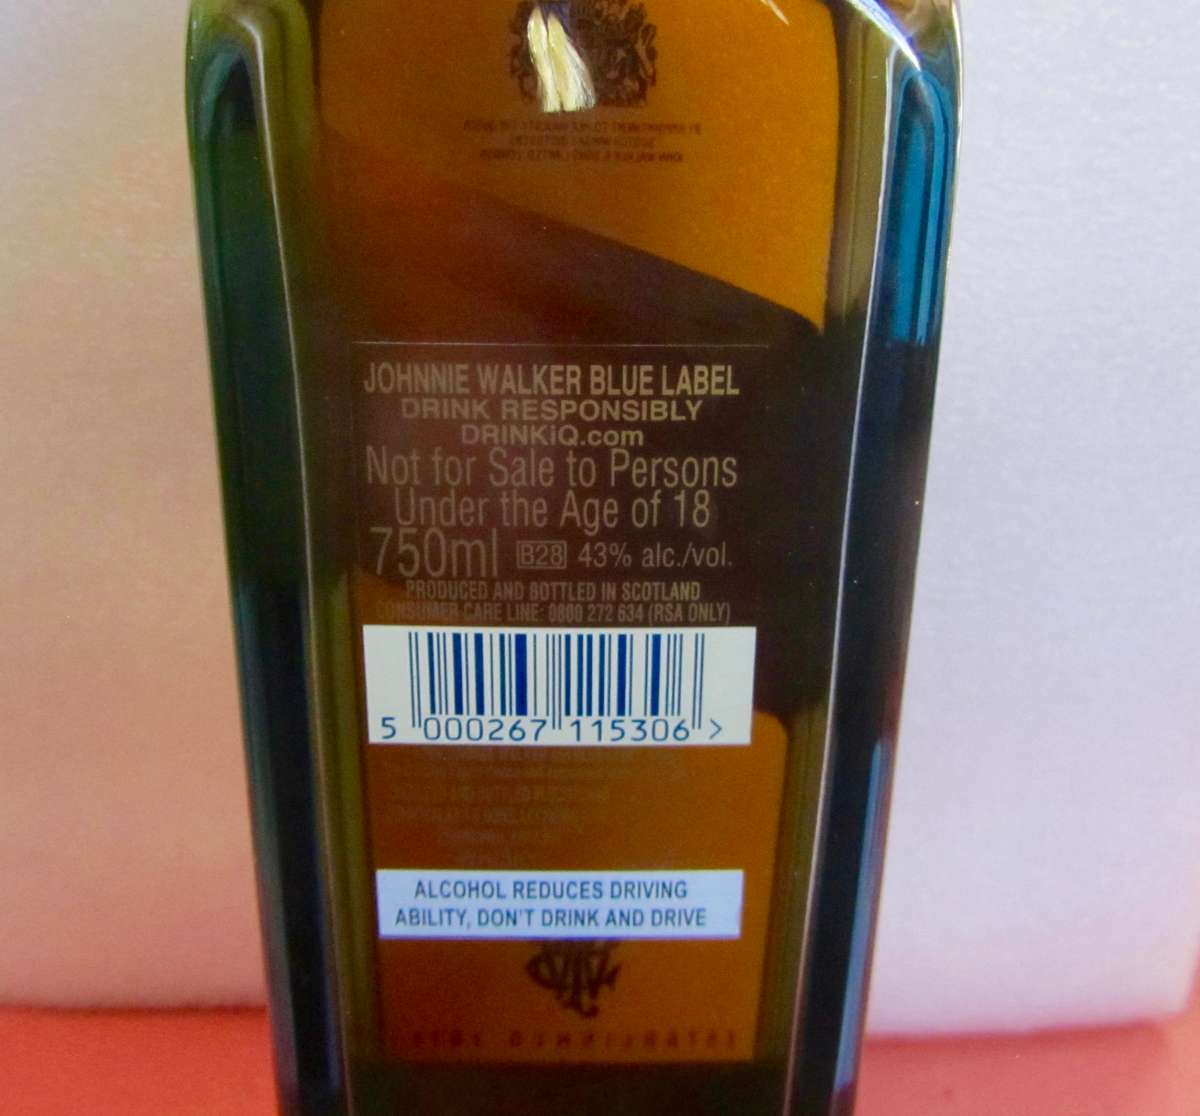 JOHNNIE WALKER BLUE LABEL
DRINK RESPONSIBLY
DRINKiQ.com
Not for Sale to Persons
Under the Age of 18
750ml B28 43% alc./vol.
PRODUCED AND BOTTLED IN SCOTLAND
CONSUMER CARE LINE: 0800 272 634 (RSA ONLY)
5 000267 115306 >
ALCOHOL REDUCES DRIVING
ABILITY, DON'T DRINK AND DRIVE